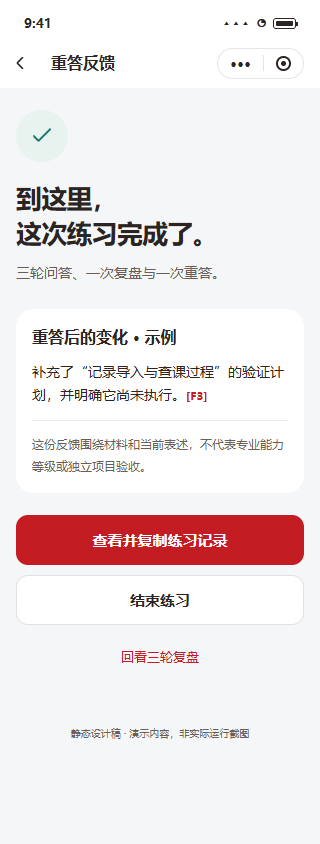 9:41
重答反馈
到这里，
这次练习完成了。
三轮问答、一次复盘与一次重答。
重答后的变化 · 示例
补充了“记录导入与查课过程”的验证计
划，并明确它尚未执行。[F3]
这份反馈围绕材料和当前表述，不代表专业能力
等级或独立项目验收。
查看并复制练习记录
结束练习
回看三轮复盘
静态设计稿 · 演示内容，非实际运行截图